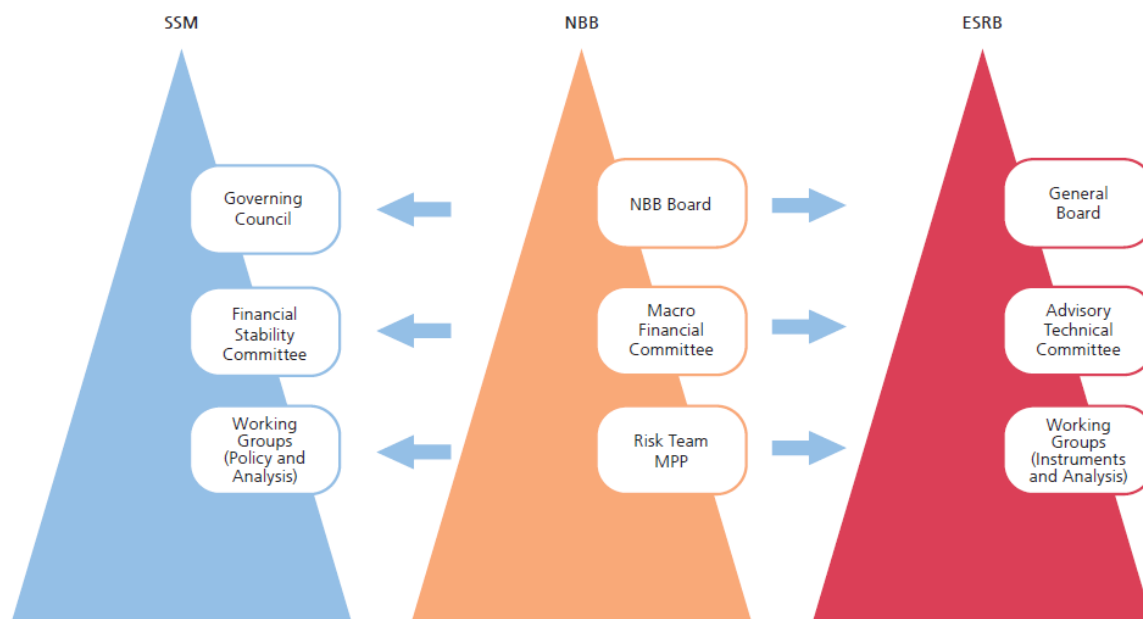 SSM
NBB
ESRB
Governing
Council
NBB Board
General
Board
Financial
Stability
Committee
Macro
Financial
Committee
Advisory
Technical
Committee
Working
Groups
(Policy and
Analysis)
Risk Team
MPP
Working
Groups
(Instruments
and Analysis)